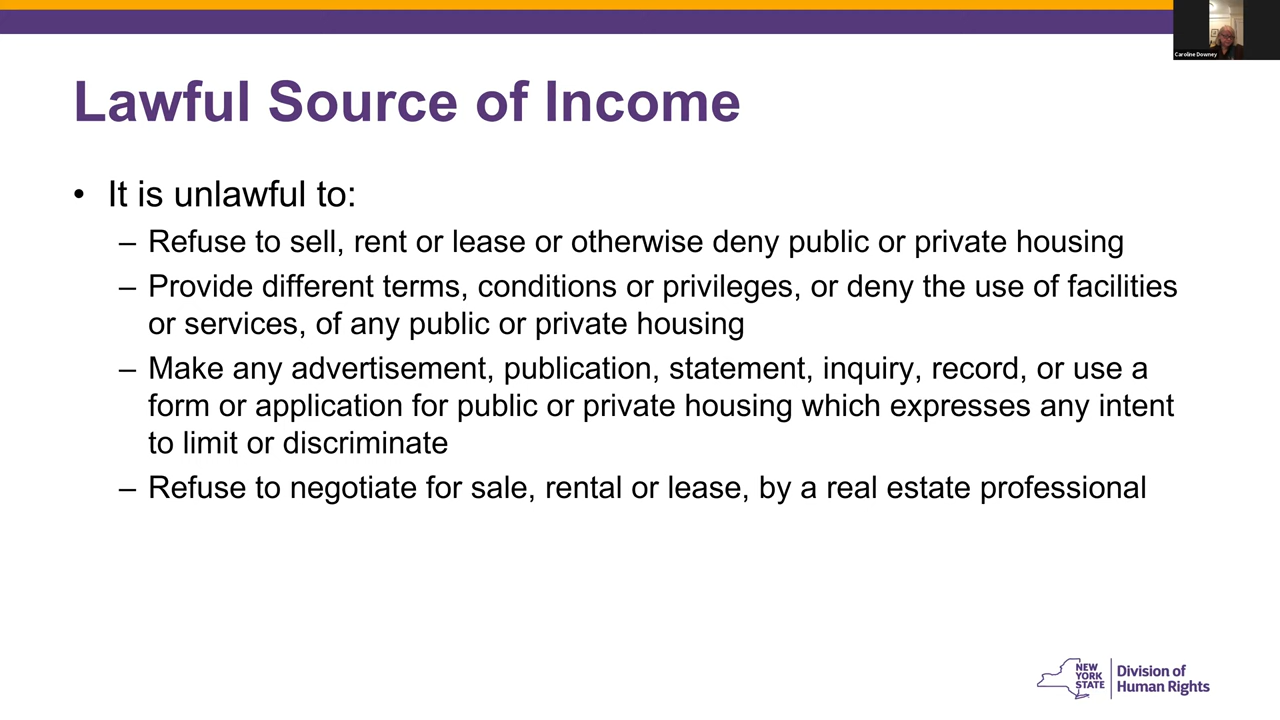 Caroline Downey
Lawful Source of Income
• It is unlawful to:
– Refuse to sell, rent or lease or otherwise deny public or private housing
– Provide different terms, conditions or privileges, or deny the use of facilities
or services, of any public or private housing
– Make any advertisement, publication, statement, inquiry, record, or use a
form or application for public or private housing which expresses any intent
to limit or discriminate
– Refuse to negotiate for sale, rental or lease, by a real estate professional
NEW
YORK
STATE
Division of
Human Rights